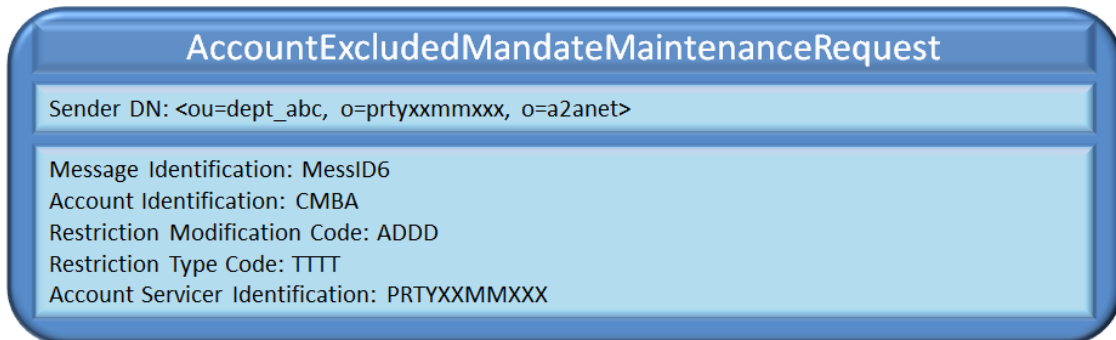 AccountExcludedMandateMaintenanceRequest
Sender DN: <ou=dept_abc, o=prtyxxmmxxx, o=a2anet>
Message Identification: MessID6
Account Identification: CMBA
Restriction Modification Code: ADDD
Restriction Type Code: TTTT
Account Servicer Identification: PRTYXXMMXXX